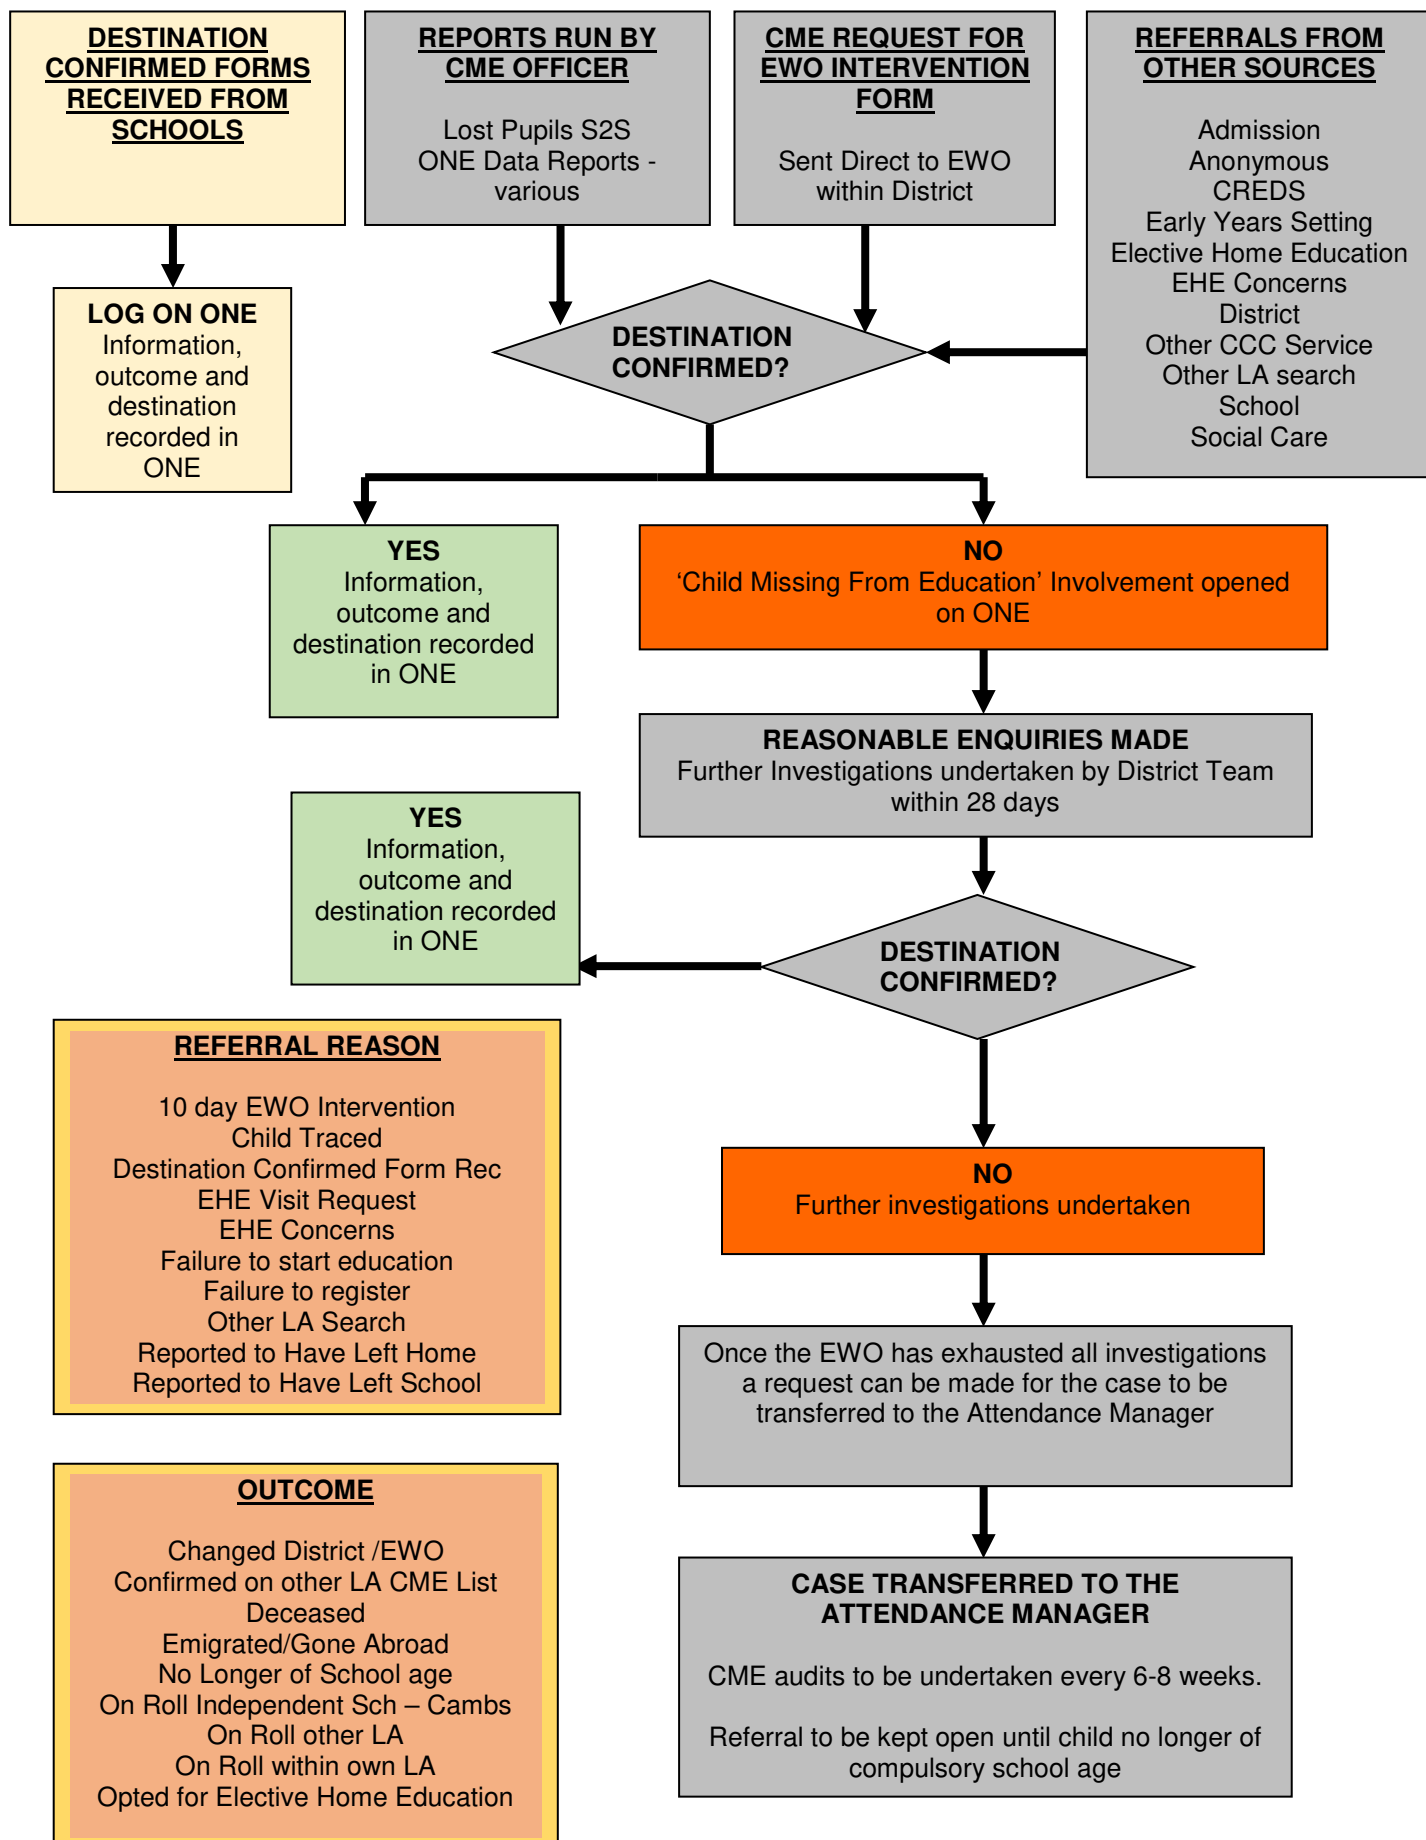 DESTINATION
CONFIRMED FORMS
RECEIVED FROM
SCHOOLS
REPORTS RUN BY
CME OFFICER
Lost Pupils S2S
ONE Data Reports -
various
CME REQUEST FOR
EWO INTERVENTION
FORM
Sent Direct to EWO
within District
REFERRALS FROM
OTHER SOURCES
Admission
Anonymous
CREDS
Early Years Setting
Elective Home Education
EHE Concerns
District
Other CCC Service
Other LA search
School
Social Care
LOG ON ONE
Information,
outcome and
destination
recorded in
ONE
DESTINATION
CONFIRMED?
YES
Information,
outcome and
destination recorded
in ONE
NO
‘Child Missing From Education’ Involvement opened
on ONE
REASONABLE ENQUIRIES MADE
Further Investigations undertaken by District Team
within 28 days
YES
Information,
outcome and
destination recorded
in ONE
DESTINATION
CONFIRMED?
REFERRAL REASON
10 day EWO Intervention
Child Traced
Destination Confirmed Form Rec
EHE Visit Request
EHE Concerns
Failure to start education
Failure to register
Other LA Search
Reported to Have Left Home
Reported to Have Left School
NO
Further investigations undertaken
Once the EWO has exhausted all investigations
a request can be made for the case to be
transferred to the Attendance Manager
OUTCOME
Changed District /EWO
Confirmed on other LA CME List
Deceased
Emigrated/Gone Abroad
No Longer of School age
On Roll Independent Sch – Cambs
On Roll other LA
On Roll within own LA
Opted for Elective Home Education
CASE TRANSFERRED TO THE
ATTENDANCE MANAGER
CME audits to be undertaken every 6-8 weeks.
Referral to be kept open until child no longer of
compulsory school age